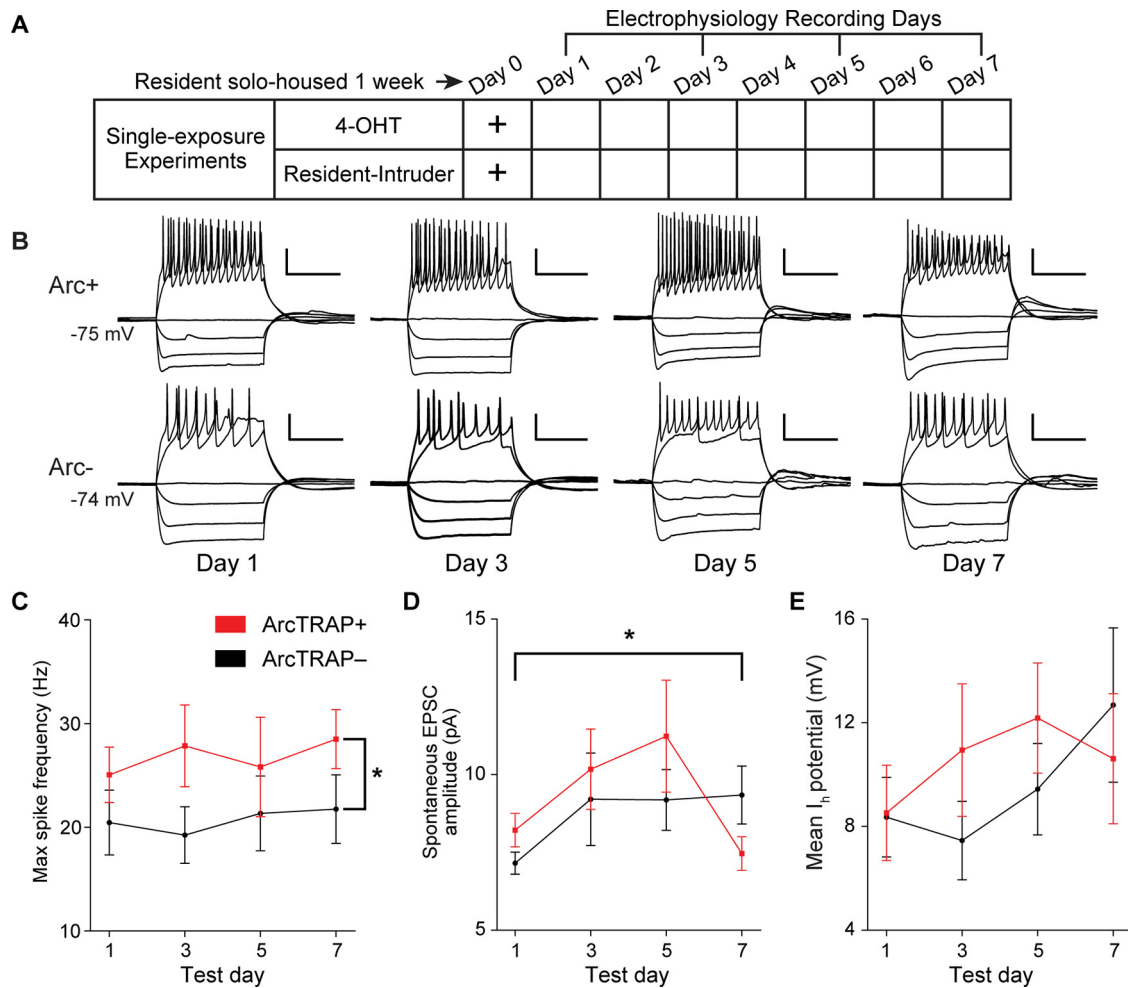 A
Electrophysiology Recording Days
Resident solo-housed 1 week
Day 0
Day 1
Day 2
Day 3
Day 4
Day 5
Day 6
Day 7
Single-exposure
Experiments
4-OHT
+
Resident-Intruder
+
B
Arc+
-75 mV
Arc-
-74 mV
Day 1
Day 3
Day 5
Day 7
C
Max spike frequency (Hz)
40
30
20
10
1
3
5
7
Test day
ArcTRAP+
ArcTRAP–
*
D
Spontaneous EPSC
amplitude (pA)
15
10
5
1
3
5
7
Test day
*
E
Mean Ih potential (mV)
16
12
8
4
1
3
5
7
Test day